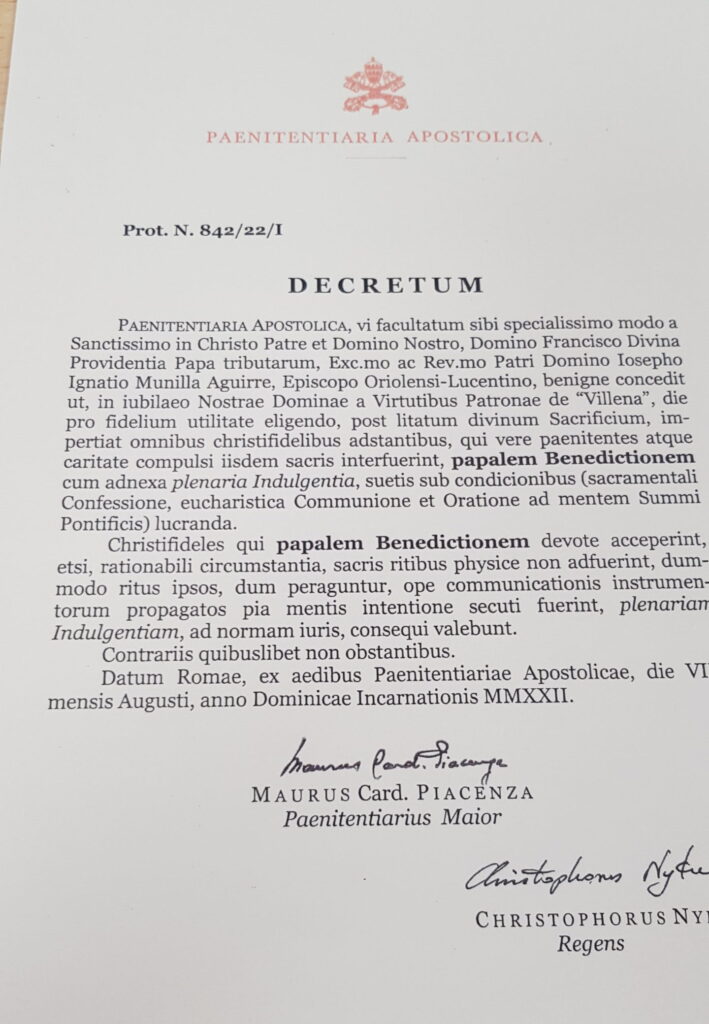 PAENITENTIARIA APOSTOLICA
Prot. N. 842/22/I
DECRETUM
PAENITENTIARIA APOSTOLICA, vi facultatum sibi specialissimo modo a
Sanctissimo in Christo Patre et Domino Nostro, Domino Francisco Divina
Providentia Papa tributarum, Exc.mo ac Rev.mo Patri Domino Iosepho
Ignatio Munilla Aguirre, Episcopo Oriolensi-Lucentino, benigne concedit
ut, in iubilaeo Nostrae Dominae a Virtutibus Patronae de “Villena”, die
pro fidelium utilitate eligendo, post litatum divinum Sacrificium, im-
pertiat omnibus christifidelibus adstantibus, qui vere paenitentes atque
caritate compulsi iisdem sacris interfuerint, papalem Benedictionem
cum adnexa plenaria Indulgentia, suetis sub condicionibus (sacramentali
Confessione, eucharistica Communione et Oratione ad mentem Summi
Pontificis) lucranda.
Christifideles qui papalem Benedictionem devote acceperint,
etsi, rationabili circumstantia, sacris ritibus physice non adfuerint, dum-
modo ritus ipsos, dum peraguntur, ope communicationis instrumen-
torum propagatos pia mentis intentione secuti fuerint, plenariam
Indulgentiam, ad normam iuris, consequi valebunt.
Contrariis quibuslibet non obstantibus.
Datum Romae, ex aedibus Paenitentiariae Apostolicae, die VI
mensis Augusti, anno Dominicae Incarnationis MMXXII.
Maurus Card. Piacenza
MAURUS Card. PIACENZA
Paenitentiarius Maior
Christophorus Nyk
CHRISTOPHORUS NY
Regens